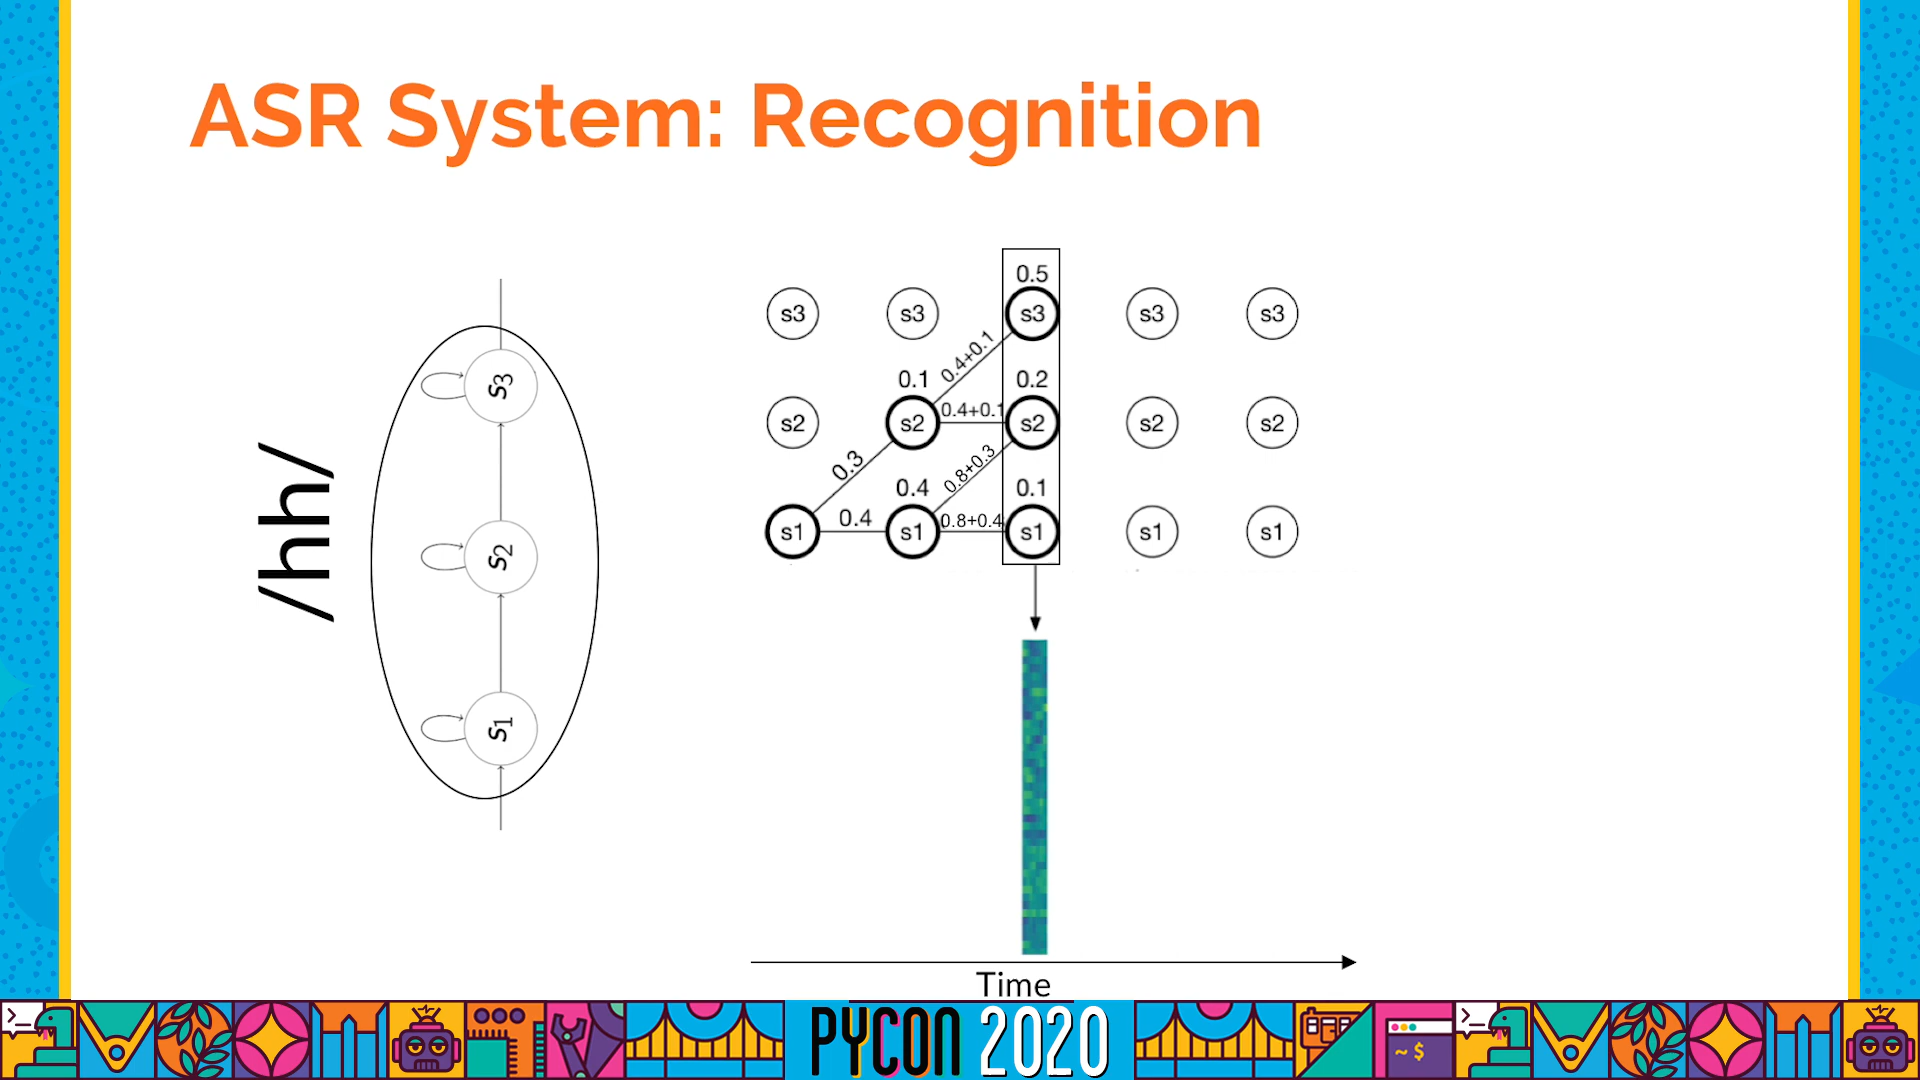 ASR System: Recognition
/hh/
s3
s2
s1
0.5
s3 s3 s3 s3 s3
0.4+0.1
0.1 0.2
s2 s2 0.4+0.1 s2 s2 s2
0.3 0.8+0.3
0.4 0.1
s1 0.4 s1 0.8+0.4 s1 s1 s1
Time
>_ PYCON 2020 ~ $ >_